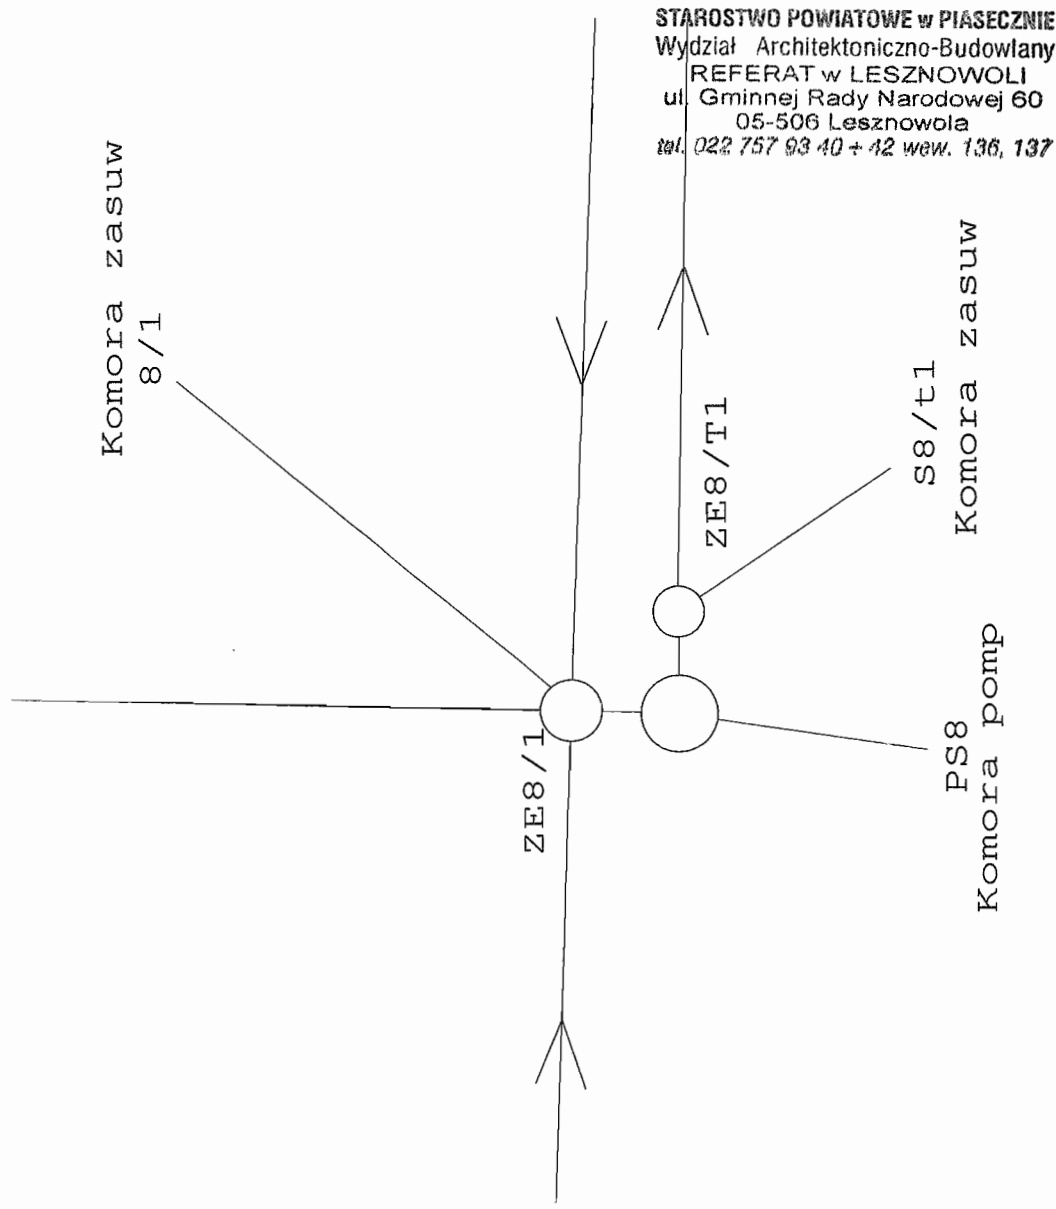 STAROSTWO POWIATOWE w PIASECZNIE
Wydział Architektoniczno-Budowlany
REFERAT w LESZNOWOLI
ul. Gminnej Rady Narodowej 60
05-506 Lesznowola
tel. 022 757 93 40 ÷ 42 wew. 136, 137
Komora zasuw
8/1
ZE8/1
ZE8/T1
S8/t1
Komora zasuw
PS8
Komora pomp